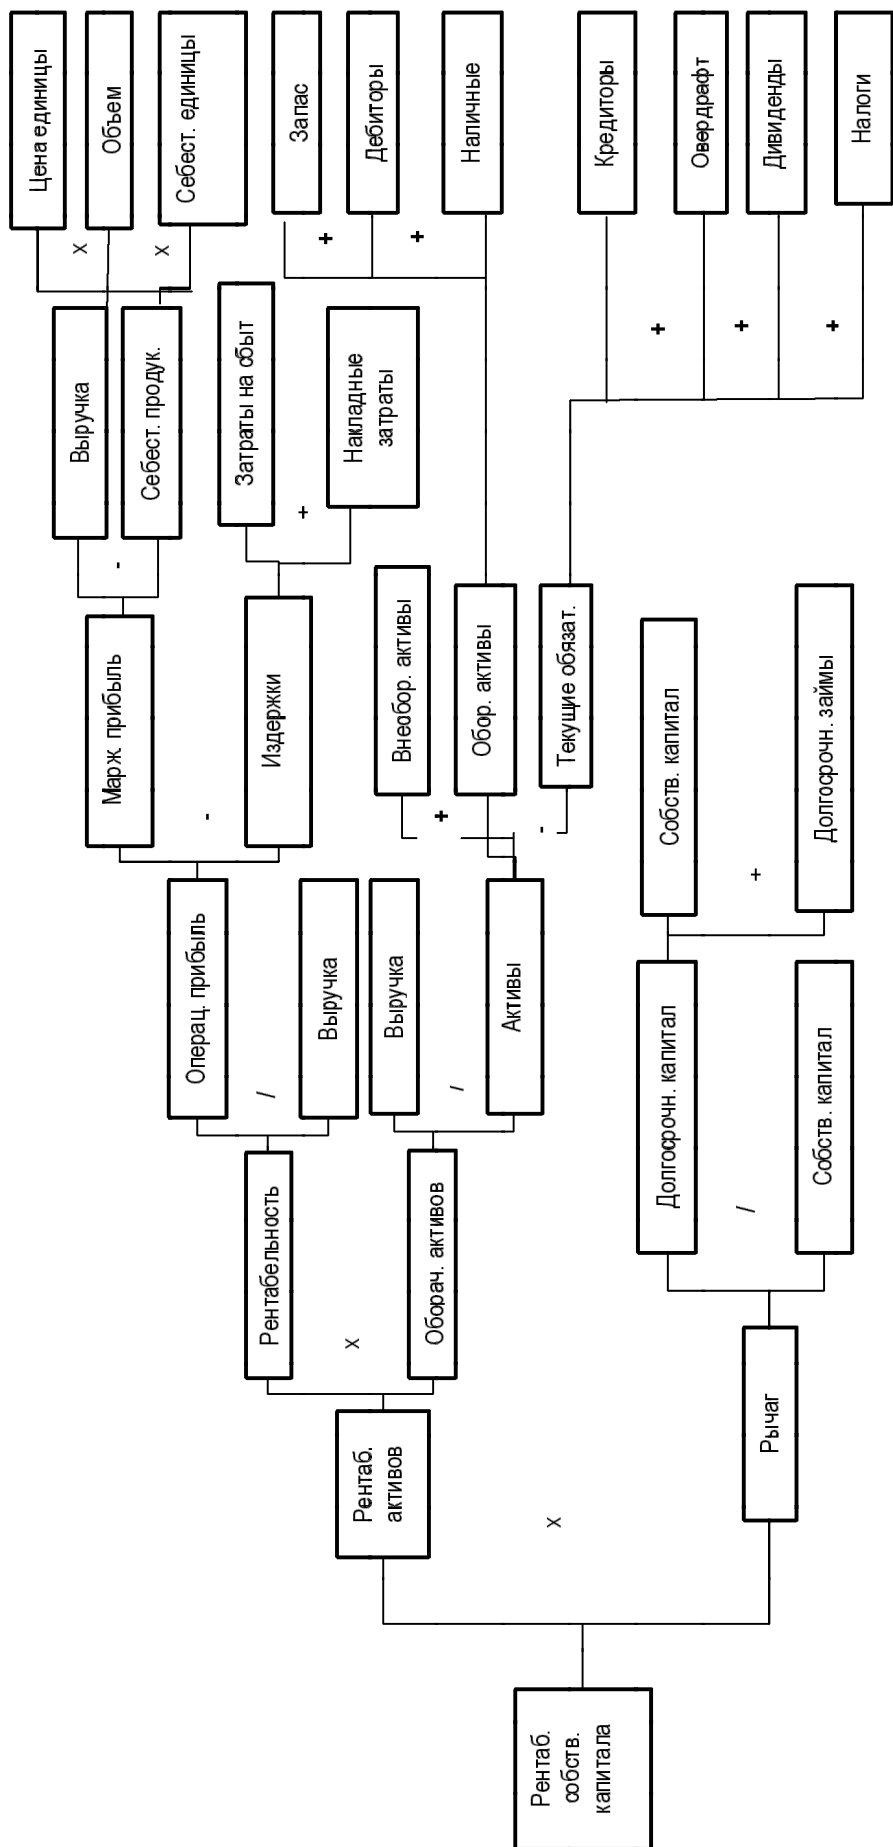 Рентаб.
собств.
капитала
x
Рентаб.
активов
Рычаг
x
/
Рентабельность
Оборач. активов
Долгосрочн. капитал
Собств. капитал
/
/
+
Операц. прибыль
Выручка
Выручка
Активы
Собств. капитал
Долгосрочн. займы
-
+
-
Марж. прибыль
Издержки
Внеобор. активы
Обор. активы
Текущие обязат.
-
+
Выручка
Себест. продук.
Затраты на сбыт
Накладные
затраты
x
x
+
+
+
+
+
Цена единицы
Объем
Себест. единицы
Запас
Дебиторы
Наличные
Кредиторы
Овердрафт
Дивиденды
Налоги